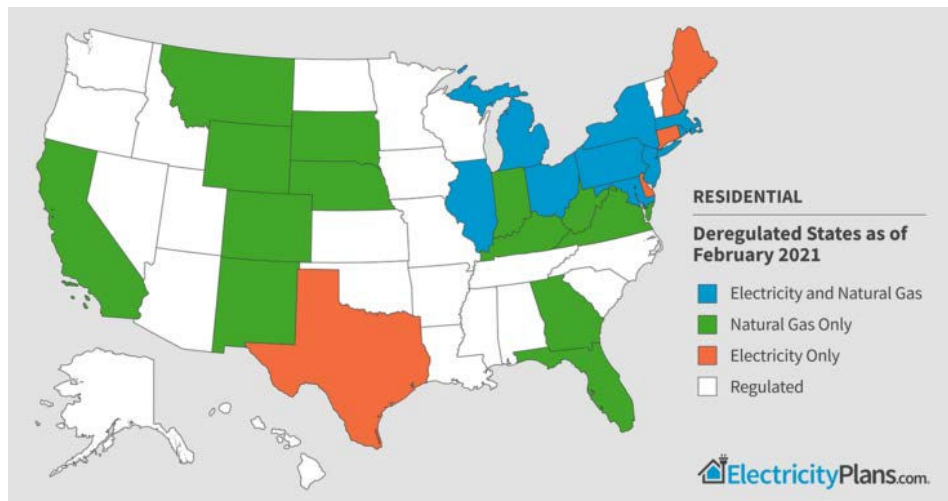 RESIDENTIAL
Deregulated States as of
February 2021
Electricity and Natural Gas
Natural Gas Only
Electricity Only
Regulated
ElectricityPlans.com.